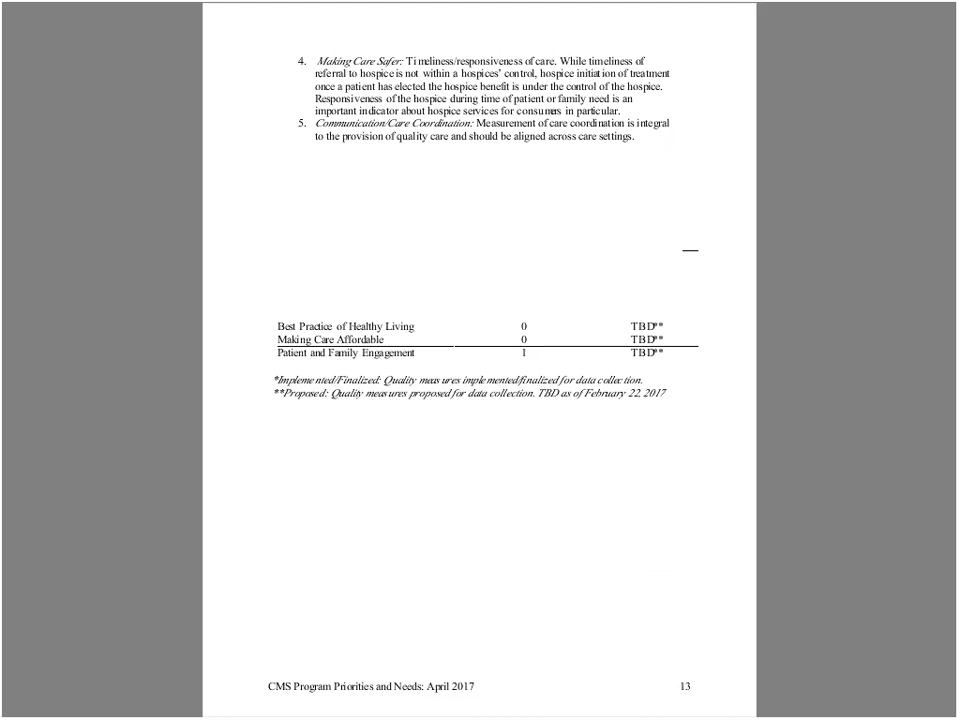 4. Making Care Safer: Timeliness/responsiveness of care. While timeliness of
referral to hospice is not within a hospices' control, hospice initiation of treatment
once a patient has elected the hospice benefit is under the control of the hospice.
Responsiveness of the hospice during time of patient or family need is an
important indicator about hospice services for consumers in particular.
5. Communication/Care Coordination: Measurement of care coordination is integral
to the provision of quality care and should be aligned across care settings.
Best Practice of Healthy Living 0 TBD**
Making Care Affordable 0 TBD**
Patient and Family Engagement 1 TBD**
*Implemented/Finalized: Quality measures implemented/finalized for data collection.
**Proposed: Quality measures proposed for data collection. TBD as of February 22, 2017
CMS Program Priorities and Needs: April 2017 13